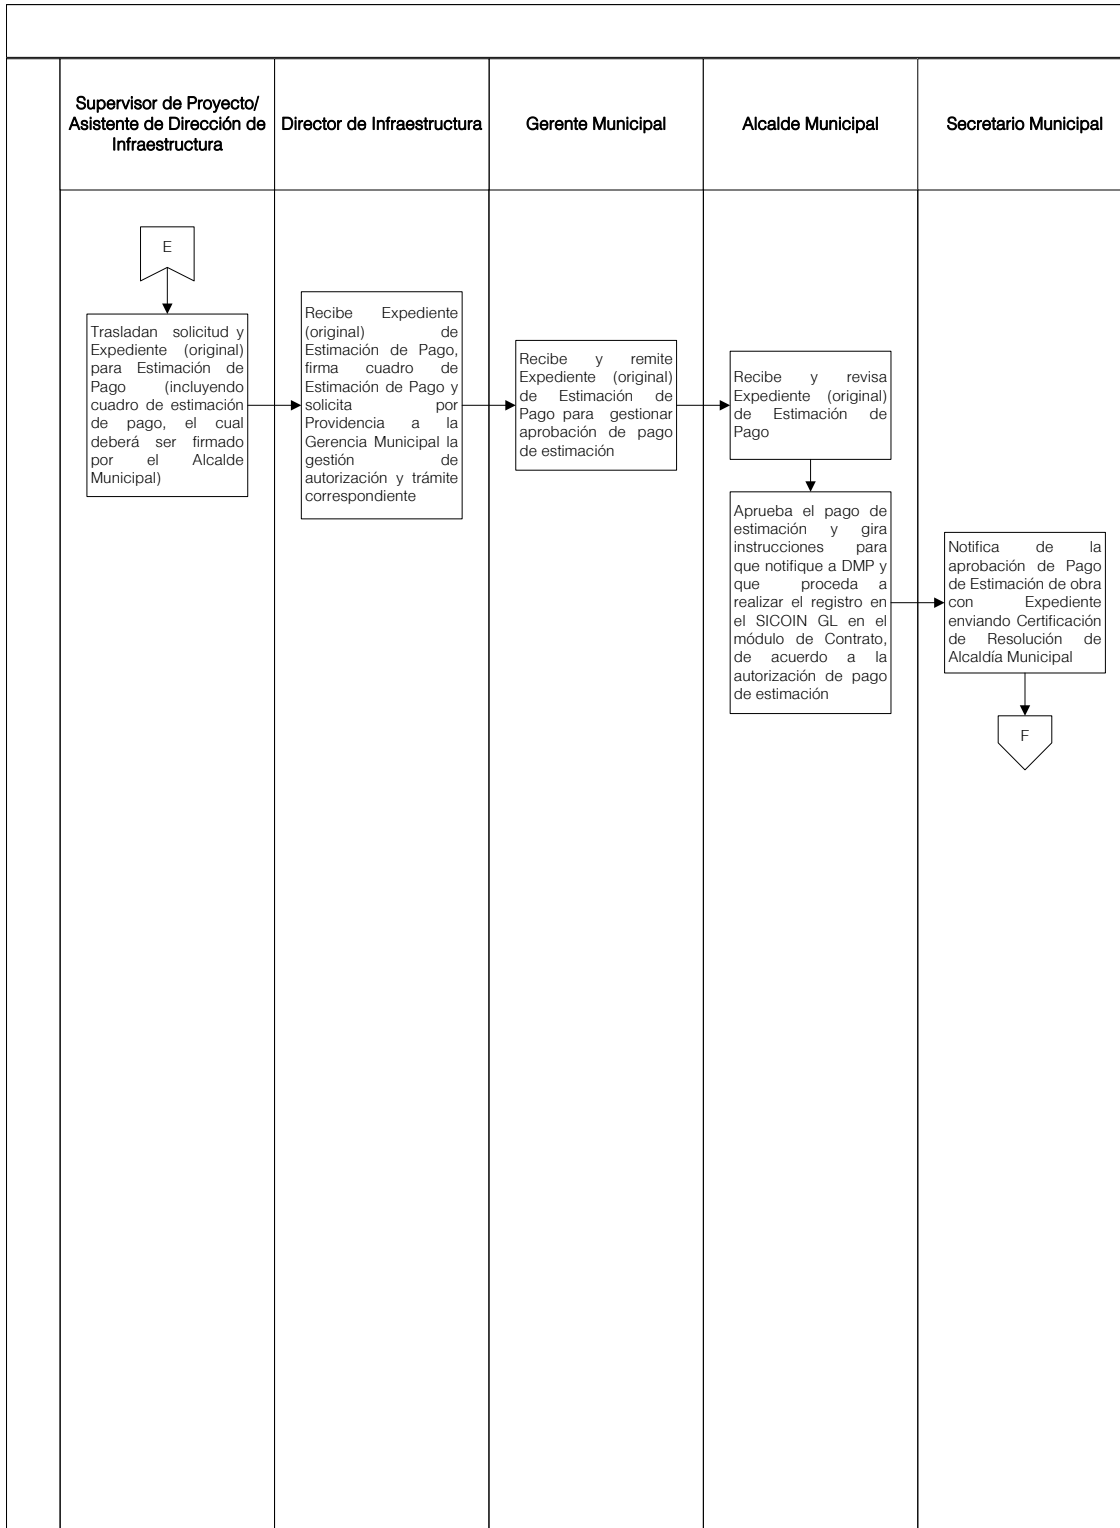 Supervisor de Proyecto/
Asistente de Dirección de
Infraestructura
Director de Infraestructura
Gerente Municipal
Alcalde Municipal
Secretario Municipal
E
Trasladan solicitud y
Expediente (original)
para Estimación de
Pago (incluyendo
cuadro de estimación
de pago, el cual
deberá ser firmado
por el Alcalde
Municipal)
Recibe Expediente
(original) de
Estimación de Pago,
firma cuadro de
Estimación de Pago y
solicita por
Providencia a la
Gerencia Municipal la
gestión de
autorización y trámite
correspondiente
Recibe y remite
Expediente (original)
de Estimación de
Pago para gestionar
aprobación de pago
de estimación
Recibe y revisa
Expediente (original)
de Estimación de
Pago
Aprueba el pago de
estimación y gira
instrucciones para
que notifique a DMP y
que proceda a
realizar el registro en
el SICOIN GL en el
módulo de Contrato,
de acuerdo a la
autorización de pago
de estimación
Notifica de la
aprobación de Pago
de Estimación de obra
con Expediente
enviando Certificación
de Resolución de
Alcaldía Municipal
F